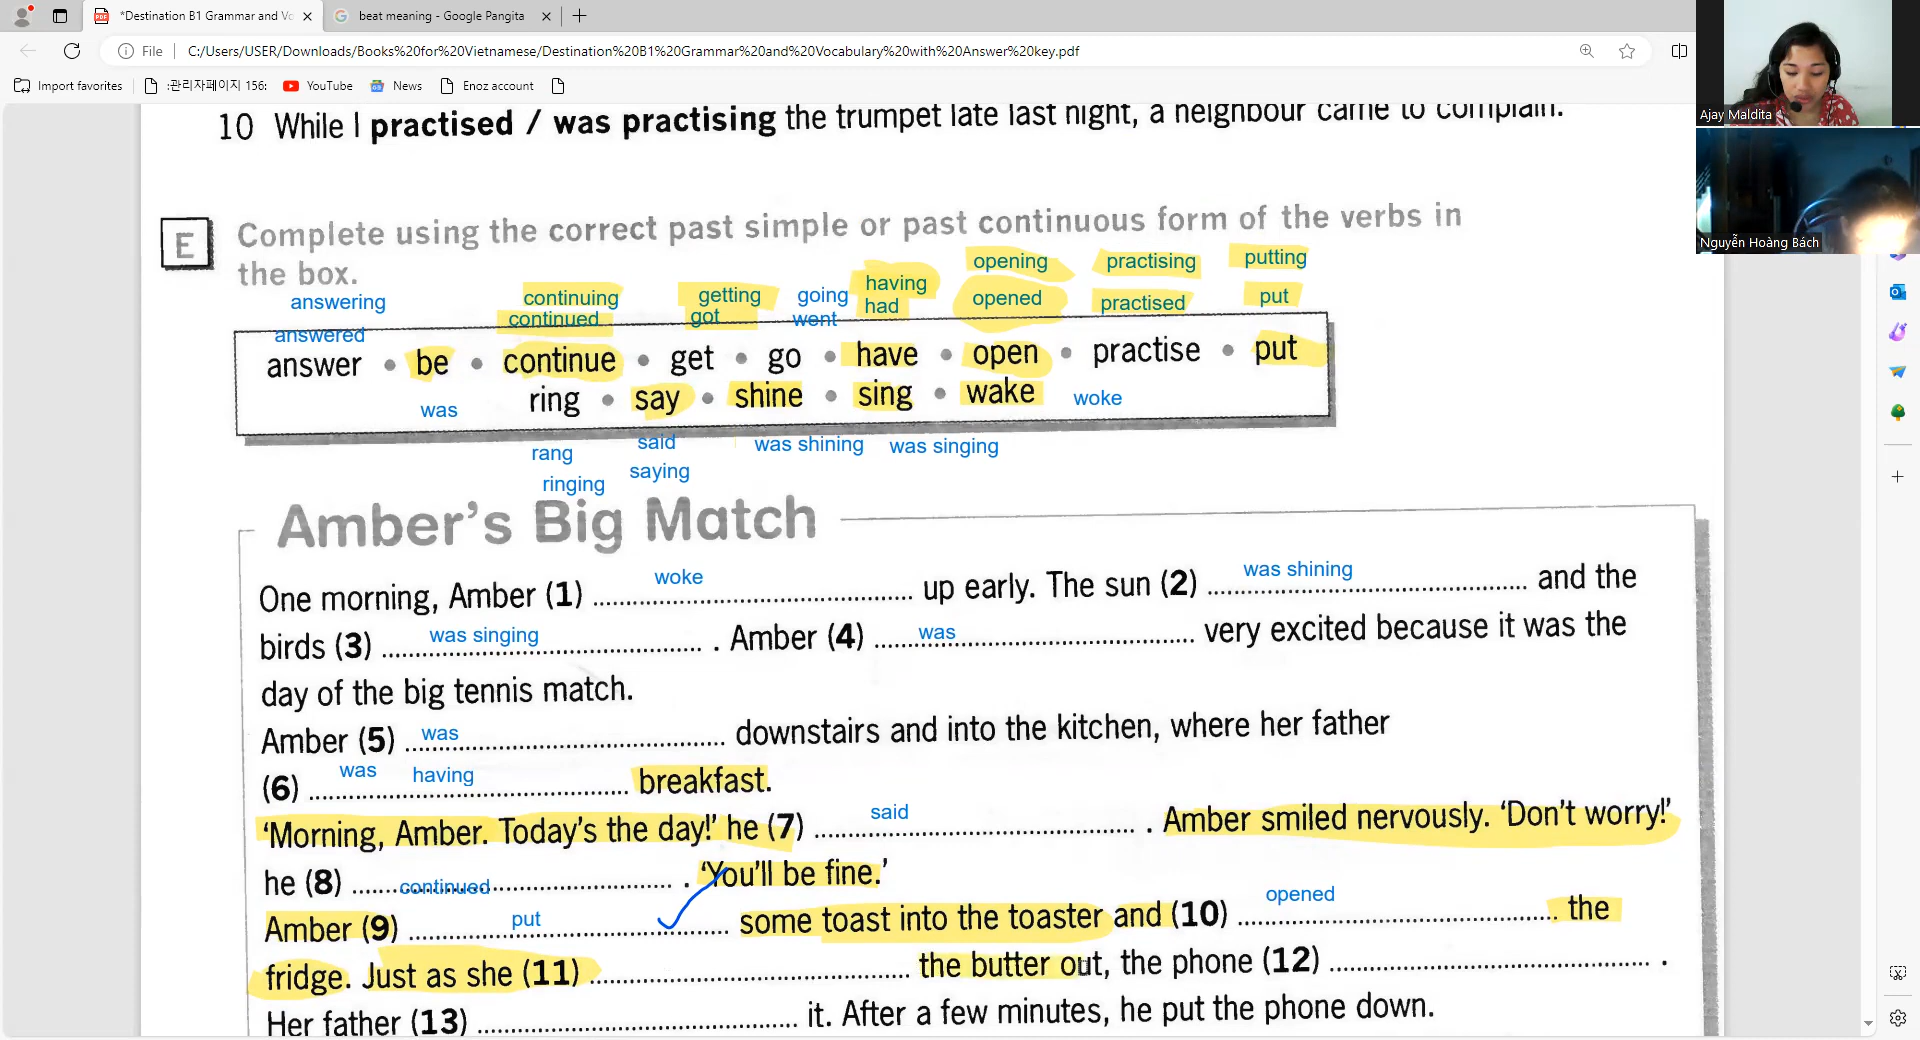 *Destination B1 Grammar and Vo
beat meaning - Google Pangita
File
C:/Users/USER/Downloads/Books%20for%20Vietnamese/Destination%20B1%20Grammar%20and%20Vocabulary%20with%20Answer%20key.pdf
Import favorites
:관리자페이지 156:
YouTube
News
Enoz account
Ajay Maldita
Nguyễn Hoàng Bách
10 While I practised / was practising the trumpet late last night, a neighbour came to complain.
E Complete using the correct past simple or past continuous form of the verbs in
the box.
opening practising putting
answering continuing getting going having opened practised put
answered continued got went had
answer • be • continue • get • go • have • open • practise • put
ring • say • shine • sing • wake
was woke
rang said was shining was singing
ringing saying
Amber's Big Match
woke was shining
One morning, Amber (1) ........ up early. The sun (2) ........ and the
was singing was
birds (3) ........ . Amber (4) ........ very excited because it was the
day of the big tennis match.
was
Amber (5) ........ downstairs and into the kitchen, where her father
was having
(6) ........ breakfast.
said
'Morning, Amber. Today's the day!' he (7) ........ . Amber smiled nervously. 'Don't worry!'
continued
he (8) ........ . 'You'll be fine.'
put opened
Amber (9) ........ some toast into the toaster and (10) ........ the
fridge. Just as she (11) ........ the butter out, the phone (12) ........ .
Her father (13) ........ it. After a few minutes, he put the phone down.